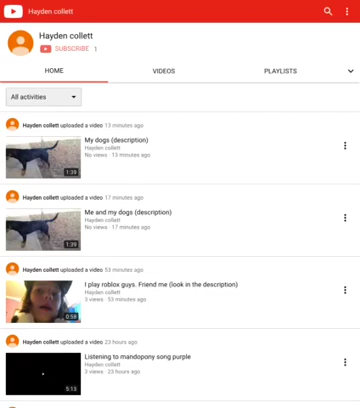 Hayden collett
Hayden collett
SUBSCRIBE 1
HOME VIDEOS PLAYLISTS
All activities
Hayden collett uploaded a video 13 minutes ago
My dogs (description)
Hayden collett
No views · 13 minutes ago
1:39
Hayden collett uploaded a video 17 minutes ago
Me and my dogs (description)
Hayden collett
No views · 17 minutes ago
1:39
Hayden collett uploaded a video 53 minutes ago
I play roblox guys. Friend me (look in the description)
Hayden collett
3 views · 53 minutes ago
0:58
Hayden collett uploaded a video 23 hours ago
Listening to mandopony song purple
Hayden collett
3 views · 23 hours ago
5:13